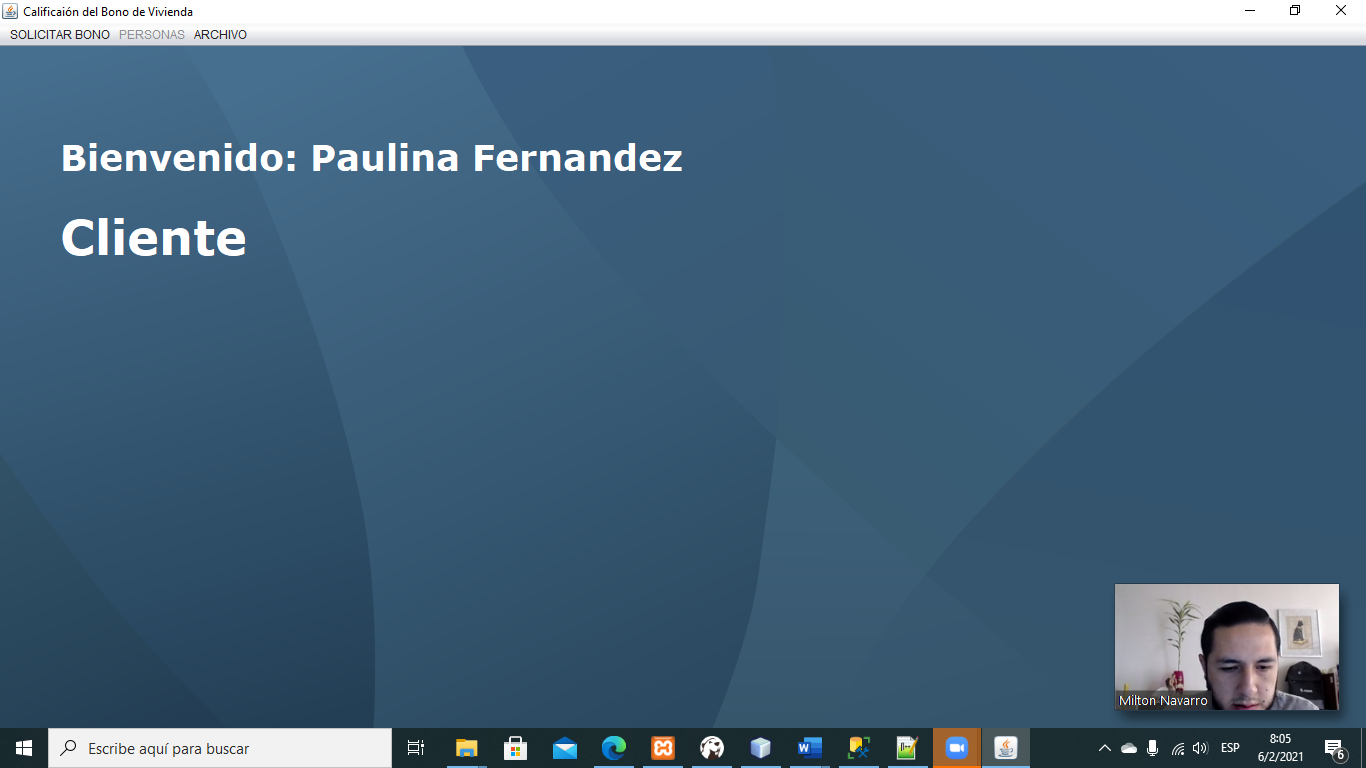 Calificaión del Bono de Vivienda
SOLICITAR BONO PERSONAS ARCHIVO
Bienvenido: Paulina Fernandez
Cliente
Milton Navarro
Escribe aquí para buscar
ESP
8:05
6/2/2021
6